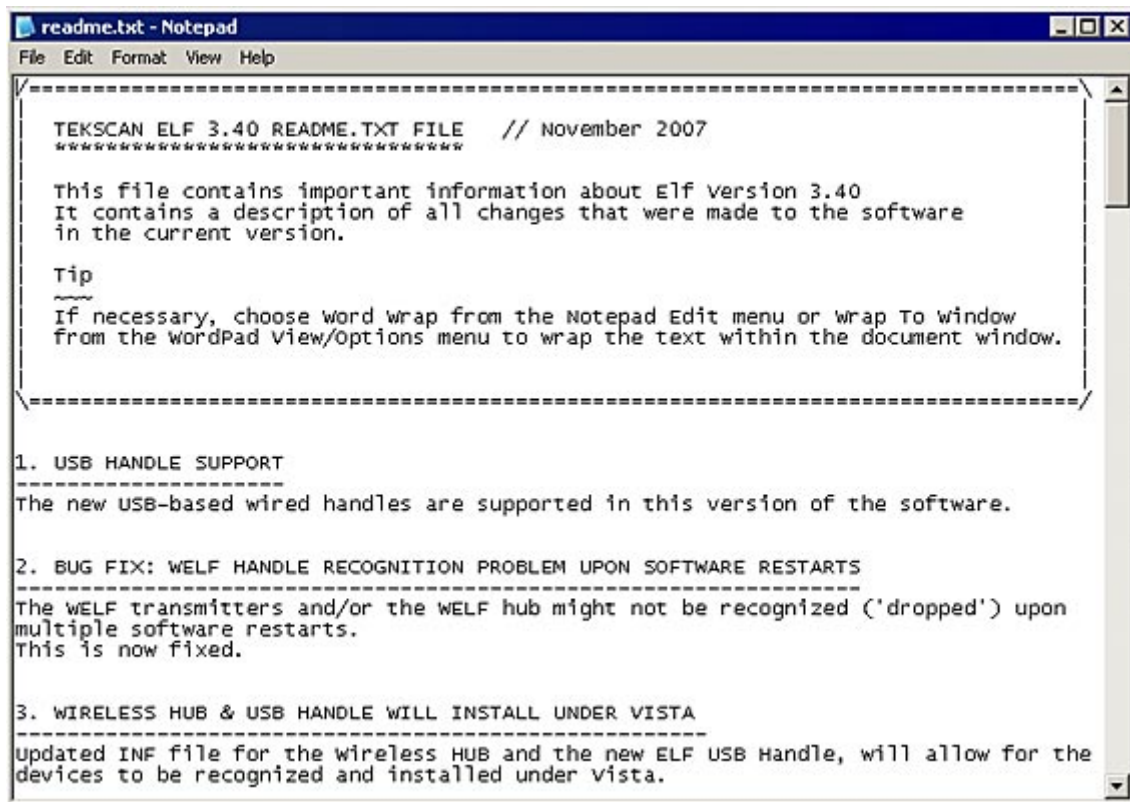 readme.txt - Notepad
File Edit Format View Help
/==================================================================================\
TEKSCAN ELF 3.40 README.TXT FILE // November 2007
********************************
This file contains important information about Elf Version 3.40
It contains a description of all changes that were made to the software
in the current version.
Tip
~~~
If necessary, choose Word Wrap from the Notepad Edit menu or Wrap To Window
from the WordPad View/Options menu to wrap the text within the document window.
\==================================================================================/
1. USB HANDLE SUPPORT
---------------------
The new USB-based wired handles are supported in this version of the software.
2. BUG FIX: WELF HANDLE RECOGNITION PROBLEM UPON SOFTWARE RESTARTS
------------------------------------------------------------------
The WELF transmitters and/or the WELF hub might not be recognized ('dropped') upon
multiple software restarts.
This is now fixed.
3. WIRELESS HUB & USB HANDLE WILL INSTALL UNDER VISTA
------------------------------------------------------
Updated INF file for the Wireless HUB and the new ELF USB Handle, will allow for the
devices to be recognized and installed under Vista.